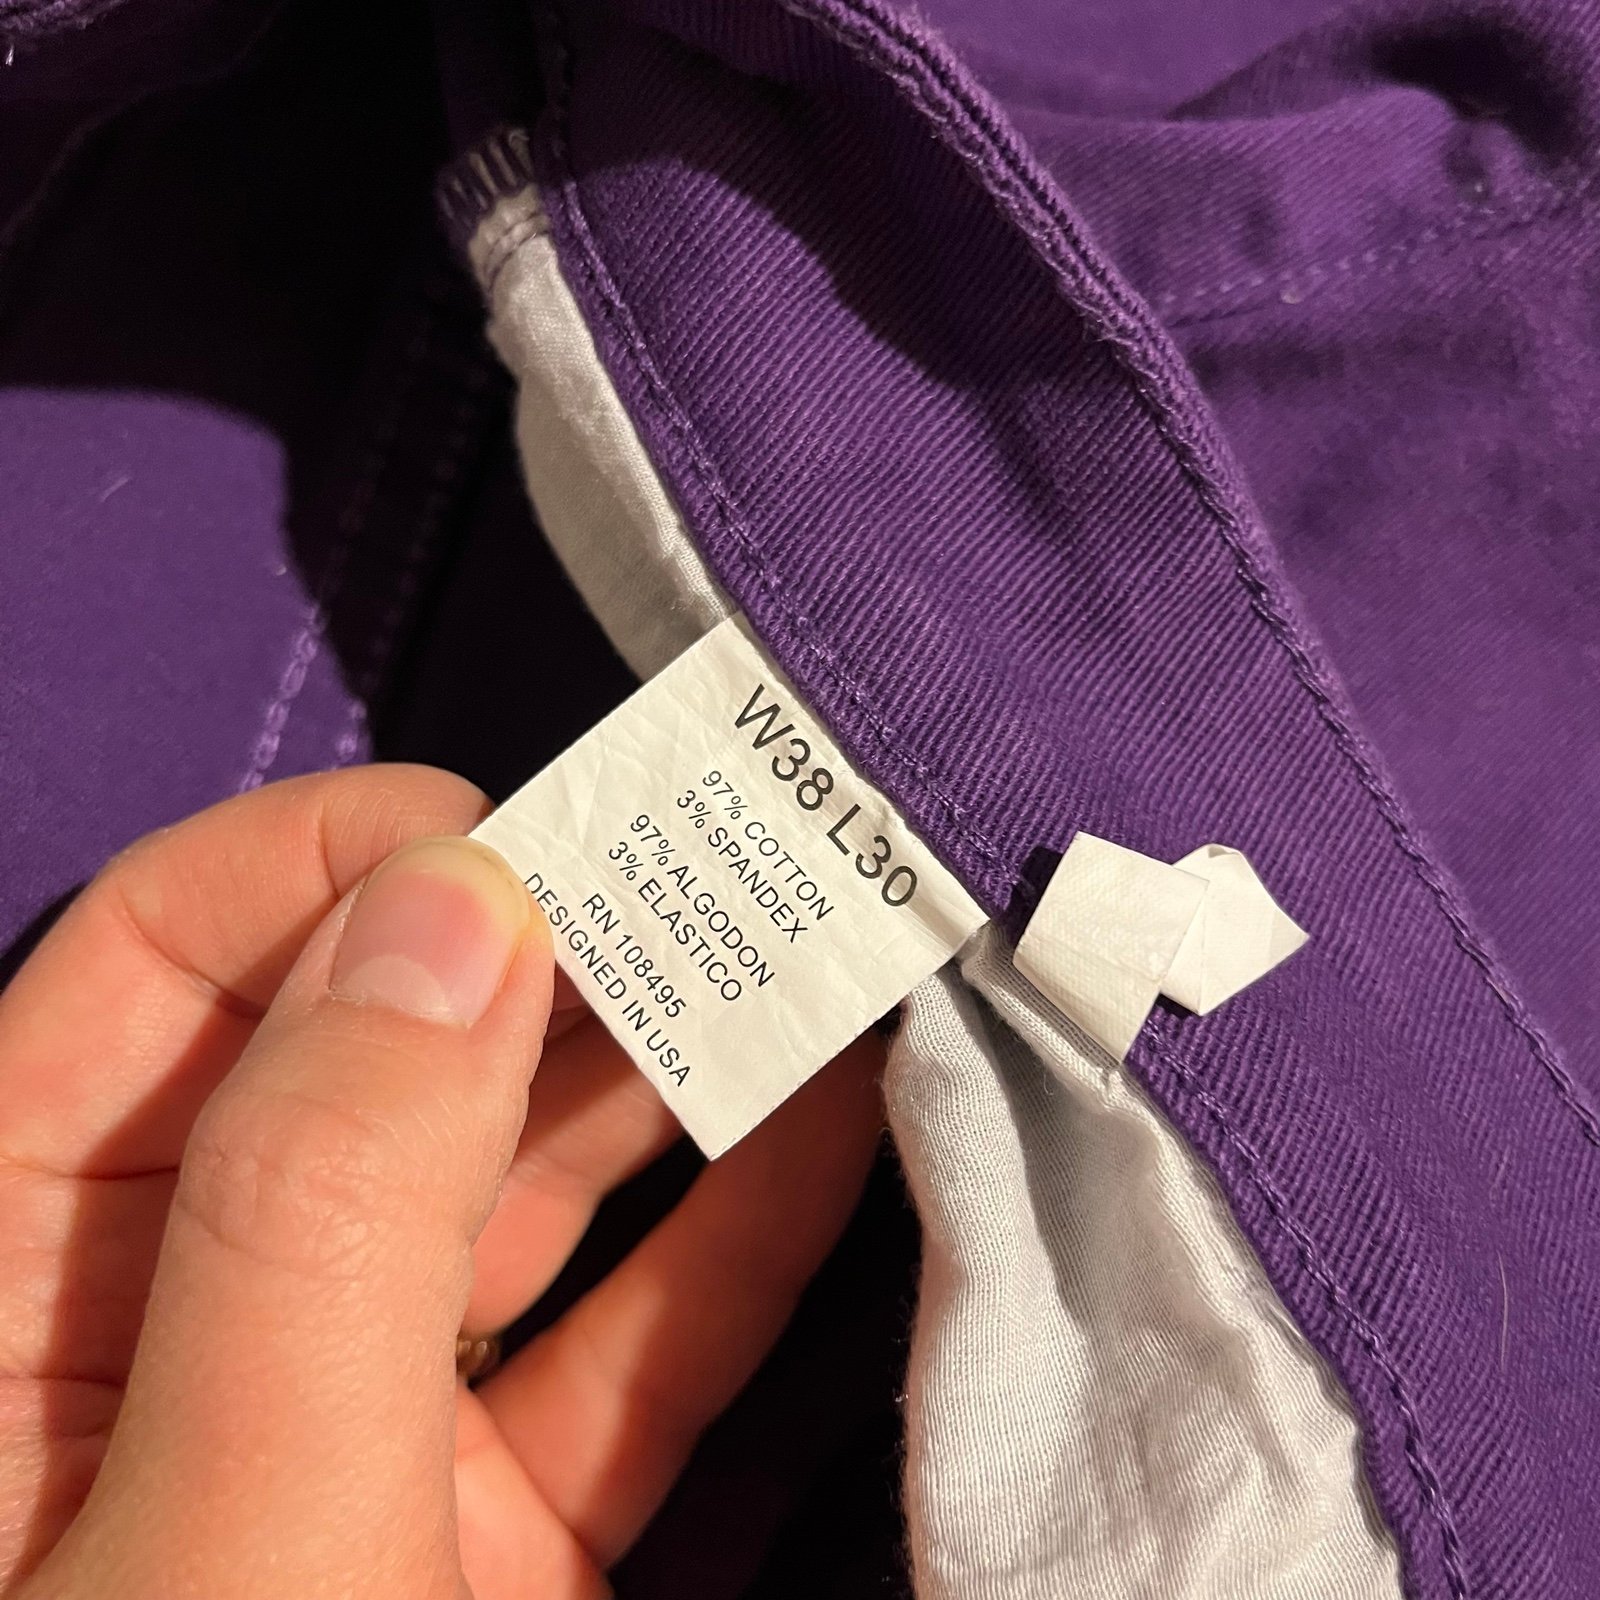 W38 L30
97% COTTON
3% SPANDEX
97% ALGODON
3% ELASTICO
RN 108495
DESIGNED IN USA